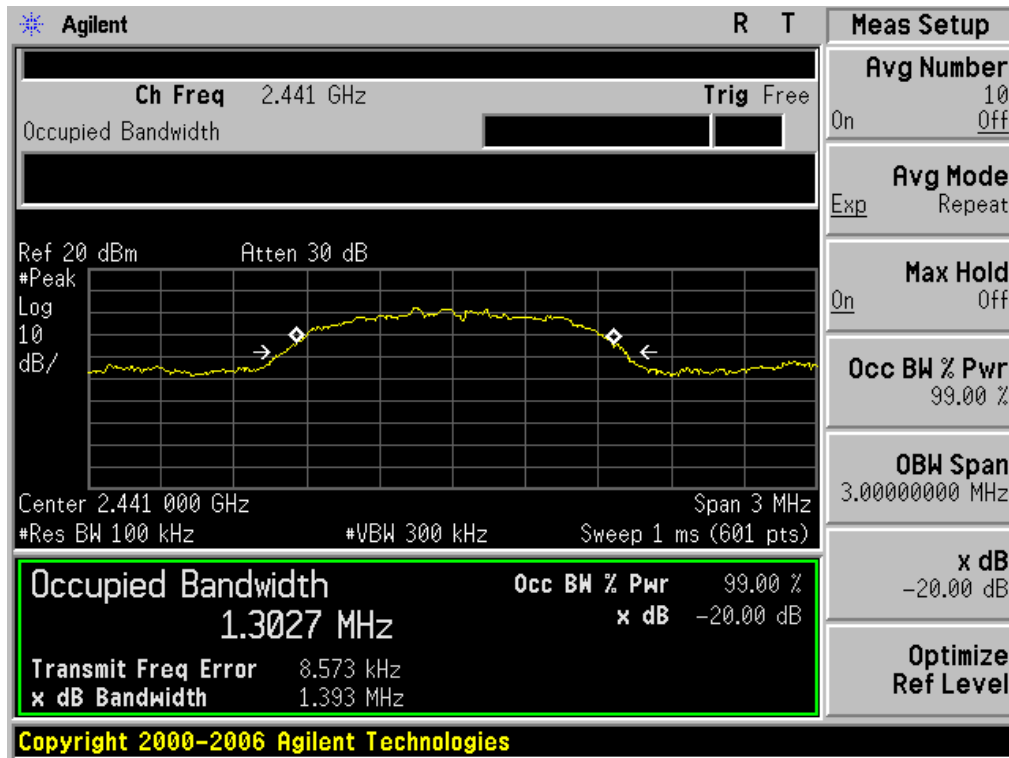 Agilent R T
Ch Freq 2.441 GHz Trig Free
Occupied Bandwidth
Ref 20 dBm Atten 30 dB
#Peak
Log
10
dB/
Center 2.441 000 GHz Span 3 MHz
#Res BW 100 kHz #VBW 300 kHz Sweep 1 ms (601 pts)
Occupied Bandwidth Occ BW % Pwr 99.00 %
1.3027 MHz x dB -20.00 dB
Transmit Freq Error 8.573 kHz
x dB Bandwidth 1.393 MHz
Copyright 2000-2006 Agilent Technologies
Meas Setup
Avg Number
10
On Off
Avg Mode
Exp Repeat
Max Hold
On Off
Occ BW % Pwr
99.00 %
OBW Span
3.00000000 MHz
x dB
-20.00 dB
Optimize
Ref Level